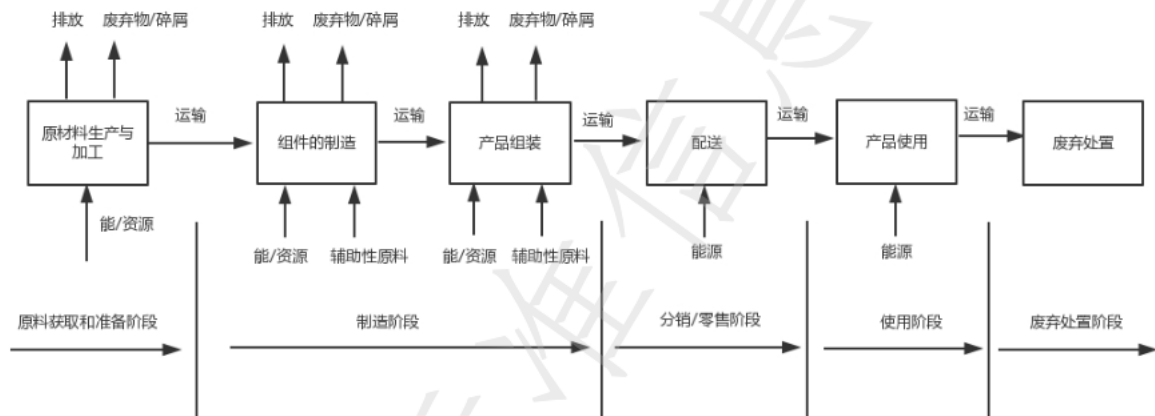 排放 废弃物/碎屑 排放 废弃物/碎屑 排放 废弃物/碎屑
运输 运输 运输 运输 运输
原材料生产与
加工
组件的制造 产品组装 配送 产品使用 废弃处置
能/资源
能/资源 辅助性原料 能/资源 辅助性原料 能源 能源
原料获取和准备阶段 制造阶段 分销/零售阶段 使用阶段 废弃处置阶段